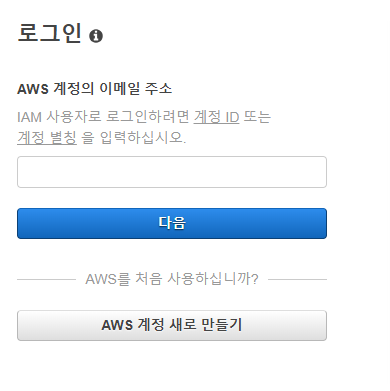 로그인
AWS 계정의 이메일 주소
IAM 사용자로 로그인하려면 계정 ID 또는
계정 별칭 을 입력하십시오.
다음
AWS를 처음 사용하십니까?
AWS 계정 새로 만들기